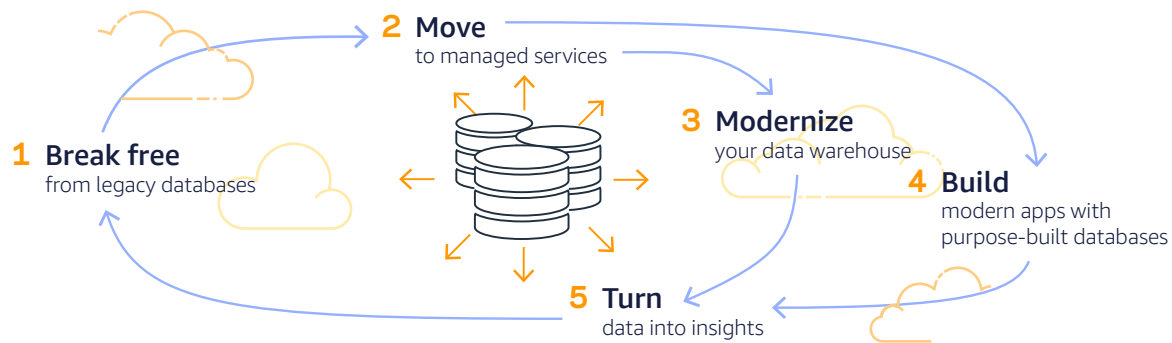 1 Break free
from legacy databases
2 Move
to managed services
3 Modernize
your data warehouse
4 Build
modern apps with
purpose-built databases
5 Turn
data into insights